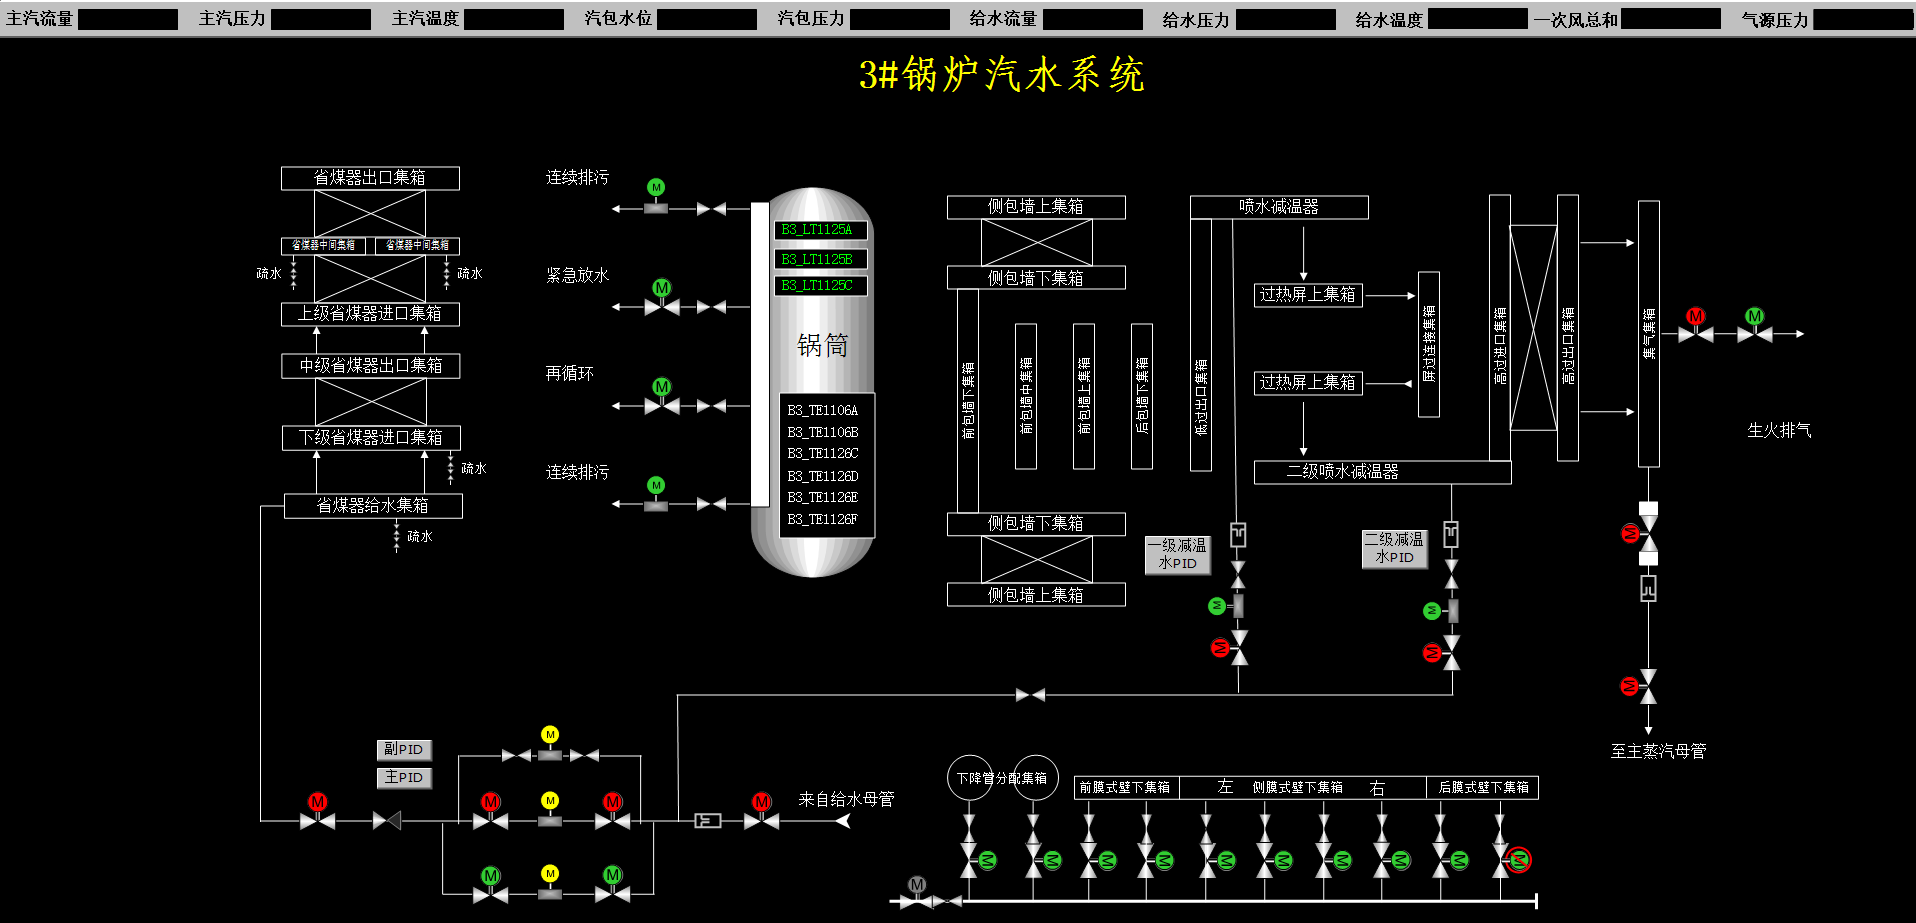 主汽流量 主汽压力 主汽温度 汽包水位 汽包压力 给水流量 给水压力 给水温度 一次风总和 气源压力
3#锅炉汽水系统
省煤器出口集箱
省煤器中间集箱 省煤器中间集箱
疏水 疏水
上级省煤器进口集箱
中级省煤器出口集箱
下级省煤器进口集箱
疏水
省煤器给水集箱
疏水
连续排污
M
紧急放水
M
再循环
M
连续排污
M
B3_LT1125A
B3_LT1125B
B3_LT1125C
锅筒
B3_TE1106A
B3_TE1106B
B3_TE1126C
B3_TE1126D
B3_TE1126E
B3_TE1126F
侧包墙上集箱
侧包墙下集箱
前包墙下集箱
前包墙中集箱
前包墙上集箱
后包墙下集箱
侧包墙下集箱
侧包墙上集箱
喷水减温器
低过出口集箱
过热屏上集箱
屏过连接集箱
过热屏上集箱
二级喷水减温器
高过进口集箱
高过出口集箱
集气集箱
M M
生火排气
一级减温
水PID
二级减温
水PID
M M
M M
M
M
至主蒸汽母管
副PID
主PID
M
M M M M M
来自给水母管
M M M
下降管分配集箱
前膜式壁下集箱 左 侧膜式壁下集箱 右 后膜式壁下集箱
M M M M M M M M M M
M